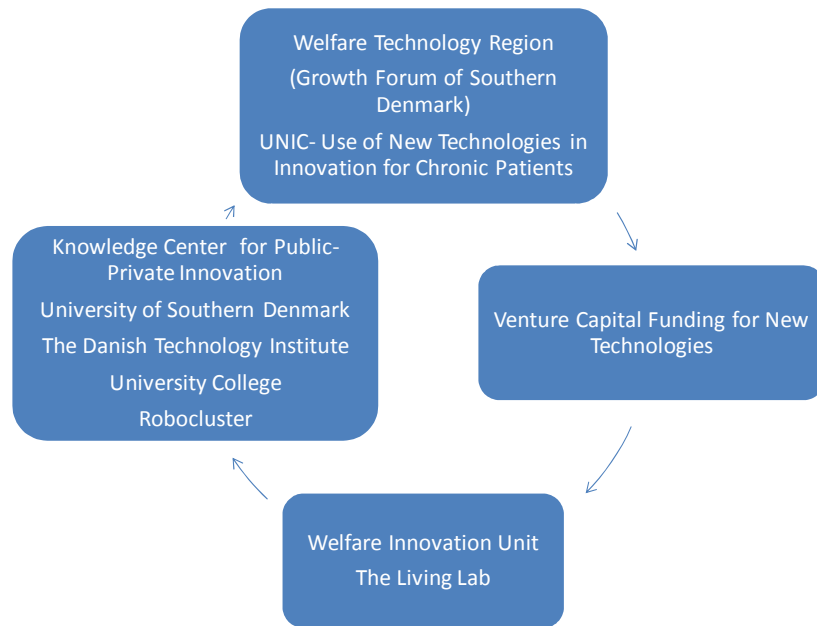 Welfare Technology Region
(Growth Forum of Southern
Denmark)
UNIC- Use of New Technologies in
Innovation for Chronic Patients
Knowledge Center for Public-
Private Innovation
University of Southern Denmark
The Danish Technology Institute
University College
Robocluster
Venture Capital Funding for New
Technologies
Welfare Innovation Unit
The Living Lab